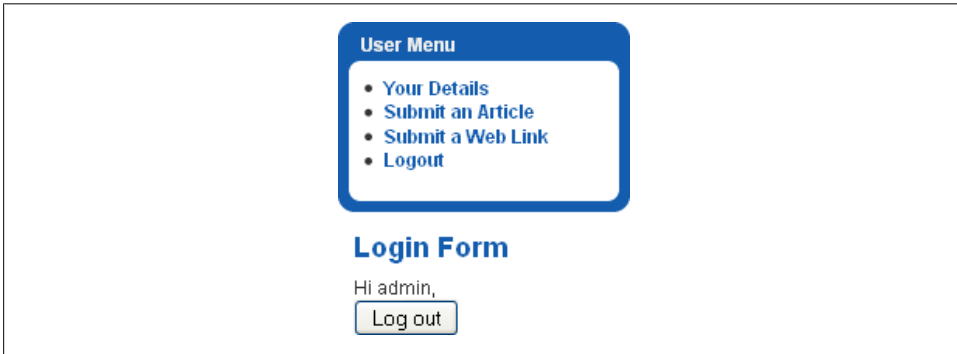 User Menu
Your Details
Submit an Article
Submit a Web Link
Logout
Login Form
Hi admin,
Log out